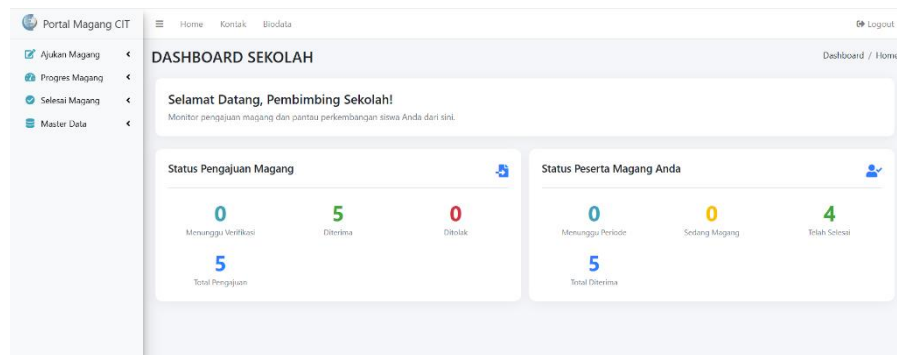 Portal Magang CIT
Home Kontak Biodata
Logout
Ajukan Magang
Progres Magang
Selesai Magang
Master Data
DASHBOARD SEKOLAH
Dashboard / Home
Selamat Datang, Pembimbing Sekolah!
Monitor pengajuan magang dan pantau perkembangan siswa Anda dari sini.
Status Pengajuan Magang
0 5 0
Menunggu Verifikasi Diterima Ditolak
5
Total Pengajuan
Status Peserta Magang Anda
0 0 4
Menunggu Periode Sedang Magang Telah Selesai
5
Total Diterima